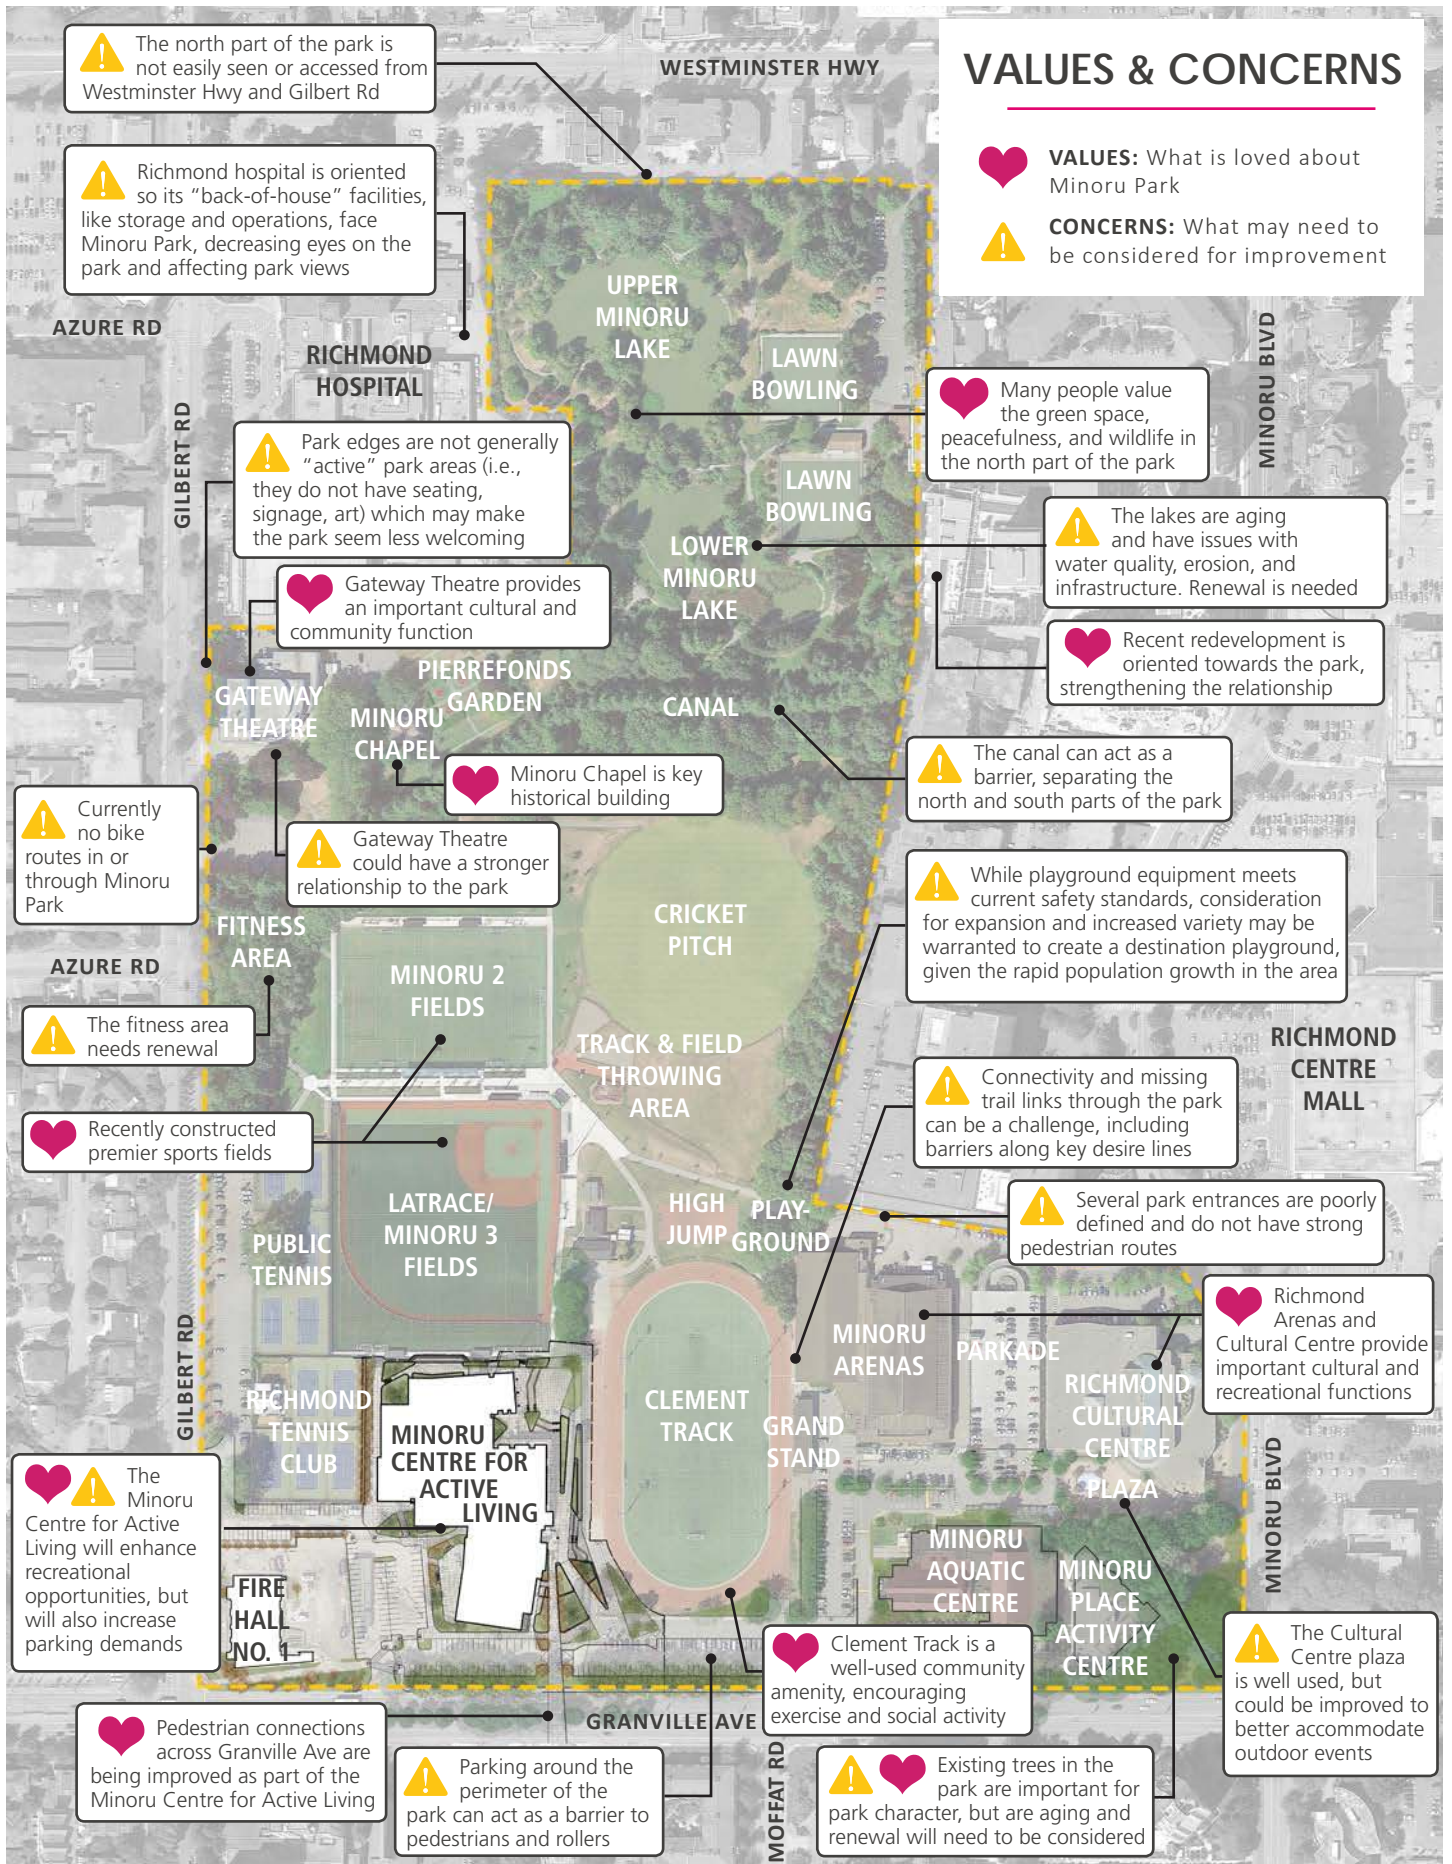 The north part of the park is
not easily seen or accessed from
Westminster Hwy and Gilbert Rd
WESTMINSTER HWY
VALUES & CONCERNS
VALUES: What is loved about
Minoru Park
CONCERNS: What may need to
be considered for improvement
Richmond hospital is oriented
so its “back-of-house” facilities,
like storage and operations, face
Minoru Park, decreasing eyes on the
park and affecting park views
AZURE RD
RICHMOND
HOSPITAL
UPPER
MINORU
LAKE
LAWN
BOWLING
MINORU BLVD
GILBERT RD
Many people value
the green space,
peacefulness, and wildlife in
the north part of the park
Park edges are not generally
“active” park areas (i.e.,
they do not have seating,
signage, art) which may make
the park seem less welcoming
LAWN
BOWLING
The lakes are aging
and have issues with
water quality, erosion, and
infrastructure. Renewal is needed
LOWER
MINORU
LAKE
Gateway Theatre provides
an important cultural and
community function
Recent redevelopment is
oriented towards the park,
strengthening the relationship
GATEWAY
THEATRE
PIERREFONDS
GARDEN
MINORU
CHAPEL
CANAL
Minoru Chapel is key
historical building
The canal can act as a
barrier, separating the
north and south parts of the park
Currently
no bike
routes in or
through Minoru
Park
Gateway Theatre
could have a stronger
relationship to the park
While playground equipment meets
current safety standards, consideration
for expansion and increased variety may be
warranted to create a destination playground,
given the rapid population growth in the area
FITNESS
AREA
CRICKET
PITCH
AZURE RD
MINORU 2
FIELDS
The fitness area
needs renewal
TRACK & FIELD
THROWING
AREA
RICHMOND
CENTRE
MALL
Connectivity and missing
trail links through the park
can be a challenge, including
barriers along key desire lines
Recently constructed
premier sports fields
LATRACE/
MINORU 3
FIELDS
HIGH
JUMP
PLAY-
GROUND
Several park entrances are poorly
defined and do not have strong
pedestrian routes
PUBLIC
TENNIS
GILBERT RD
Richmond
Arenas and
Cultural Centre provide
important cultural and
recreational functions
MINORU
ARENAS
PARKADE
RICHMOND
CULTURAL
CENTRE
RICHMOND
TENNIS
CLUB
CLEMENT
TRACK
GRAND
STAND
MINORU
CENTRE FOR
ACTIVE
LIVING
PLAZA
MINORU BLVD
The
Minoru
Centre for Active
Living will enhance
recreational
opportunities, but
will also increase
parking demands
FIRE
HALL
NO. 1
MINORU
AQUATIC
CENTRE
MINORU
PLACE
ACTIVITY
CENTRE
Clement Track is a
well-used community
amenity, encouraging
exercise and social activity
The Cultural
Centre plaza
is well used, but
could be improved to
better accommodate
outdoor events
Pedestrian connections
across Granville Ave are
being improved as part of the
Minoru Centre for Active Living
GRANVILLE AVE
MOFFAT RD
Parking around the
perimeter of the
park can act as a barrier to
pedestrians and rollers
Existing trees in the
park are important for
park character, but are aging and
renewal will need to be considered